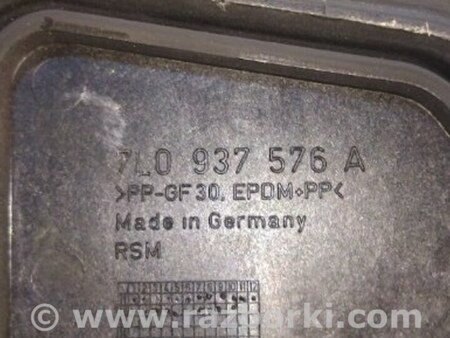 7L0 937 576 A
>PP-GF30, EPDM+PP<
Made in Germany
RSM
© www.razborki.com